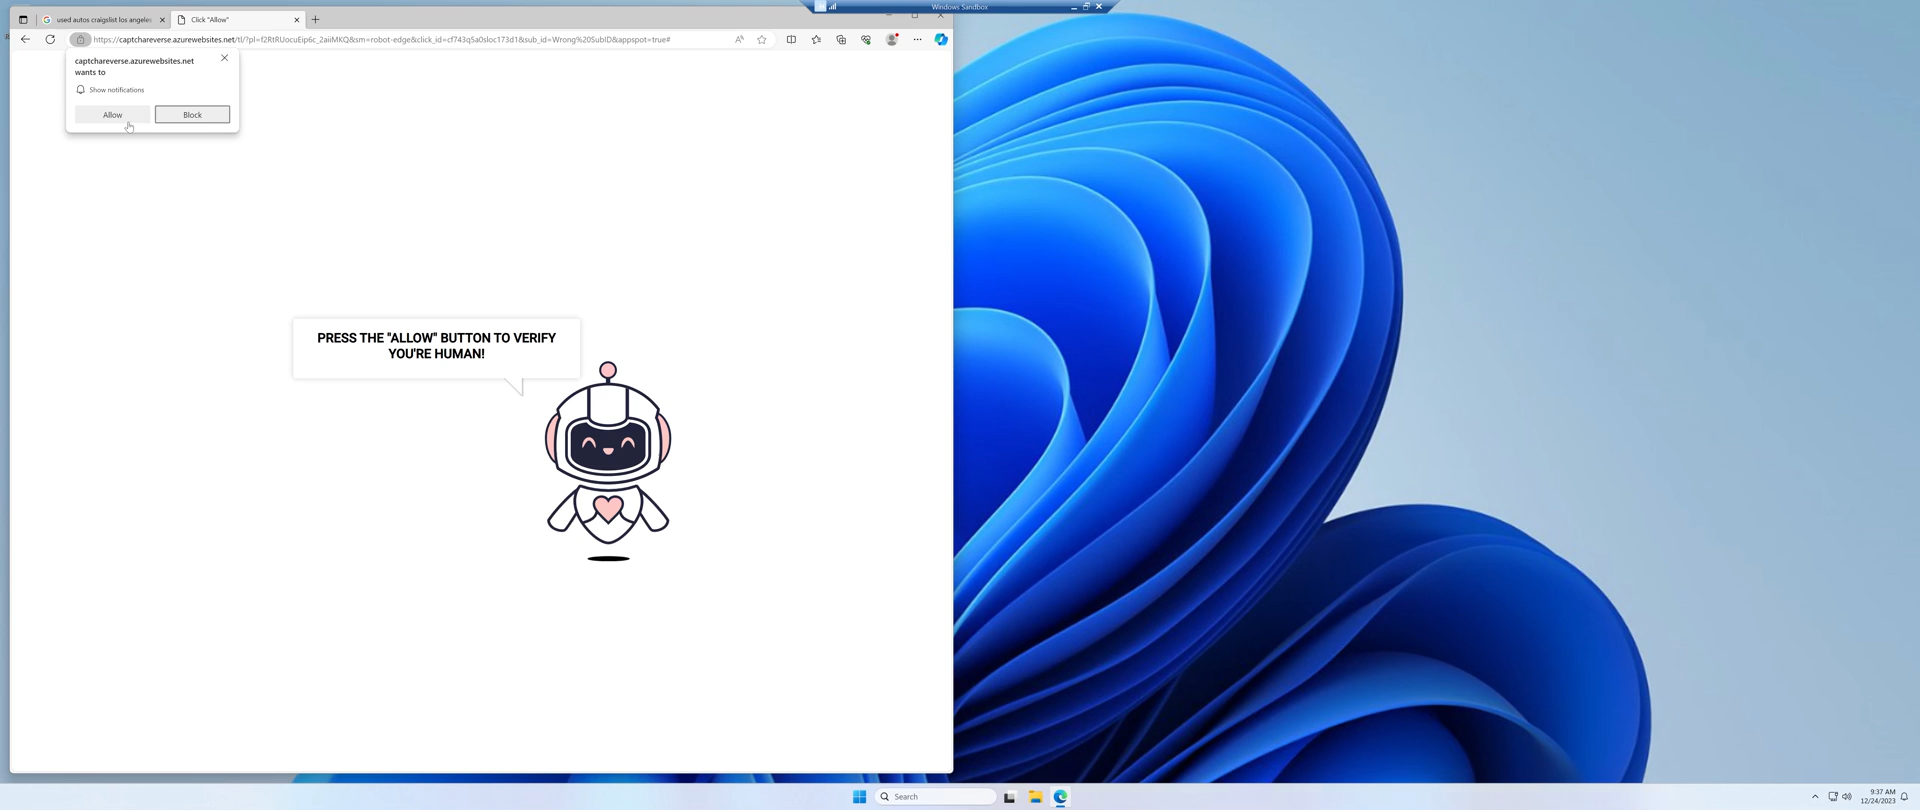 Windows Sandbox
used autos craigslist los angeles
Click "Allow"
https://captchareverse.azurewebsites.net/tl/?pl=f2RtRUocuEip6c_2aiiMKQ&sm=robot-edge&click_id=cf743q5a0sloc173d1&sub_id=Wrong%20SubID&appspot=true#
captchareverse.azurewebsites.net
wants to
Show notifications
Allow
Block
PRESS THE "ALLOW" BUTTON TO VERIFY
YOU'RE HUMAN!
Search
9:37 AM
12/24/2023